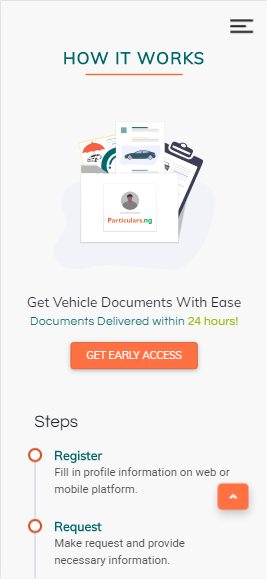 HOW IT WORKS
Particulars.ng
Get Vehicle Documents With Ease
Documents Delivered within 24 hours!
GET EARLY ACCESS
Steps
Register
Fill in profile information on web or
mobile platform.
Request
Make request and provide
necessary information.